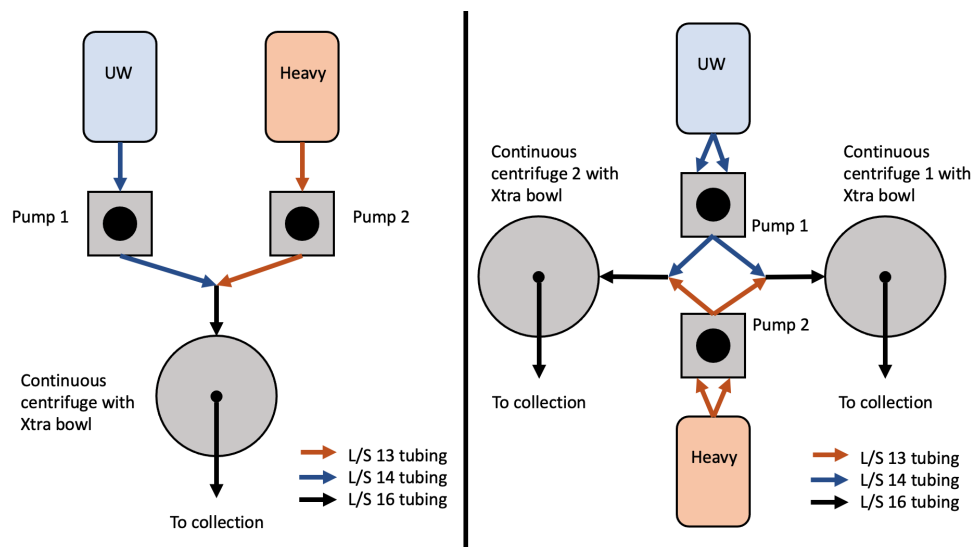 UW
Heavy
Pump 1
Pump 2
Continuous
centrifuge with
Xtra bowl
To collection
L/S 13 tubing
L/S 14 tubing
L/S 16 tubing
UW
Continuous
centrifuge 2 with
Xtra bowl
Continuous
centrifuge 1 with
Xtra bowl
Pump 1
Pump 2
To collection
To collection
Heavy
L/S 13 tubing
L/S 14 tubing
L/S 16 tubing